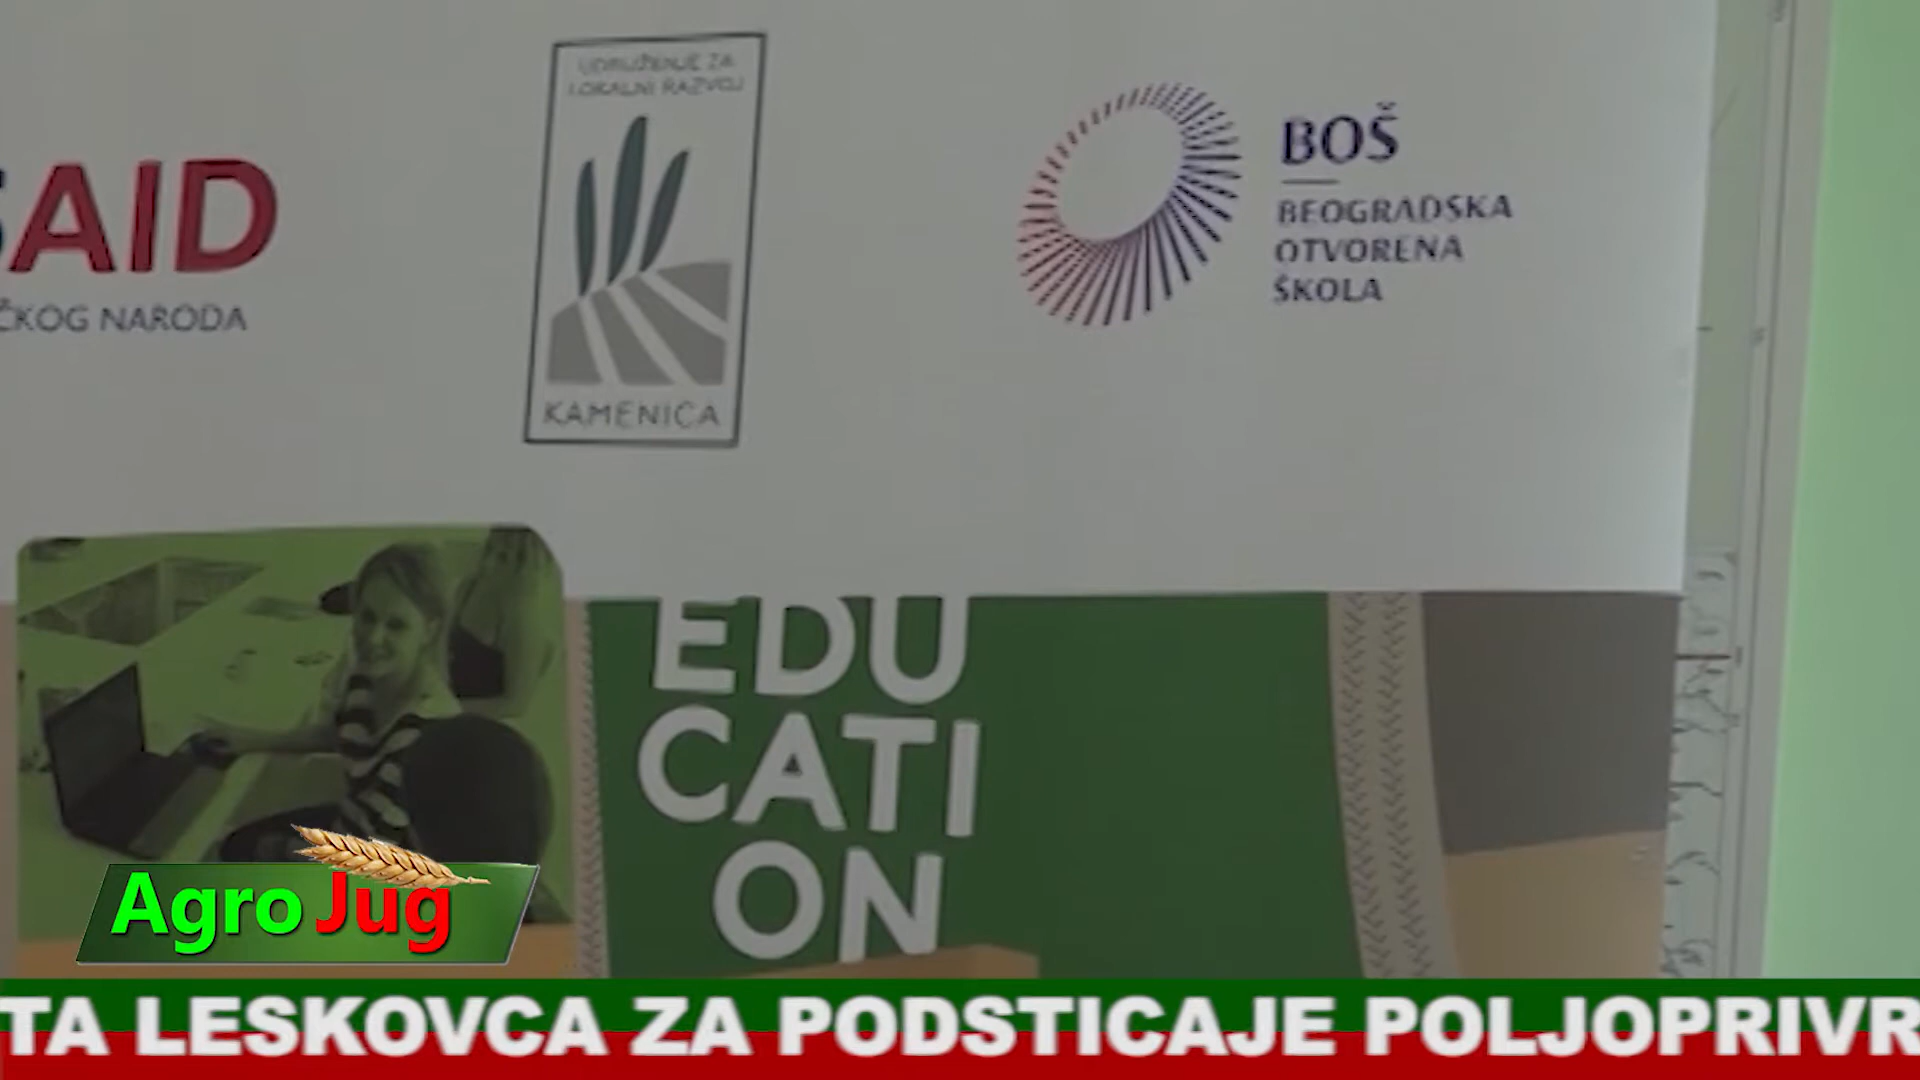 SAID
ČKOG NARODA
UDRUŽENJE ZA
LOKALNI RAZVOJ
KAMENICA
BOŠ
BEOGRADSKA
OTVORENA
ŠKOLA
EDU
CATI
ON
Agro Jug
TA LESKOVCA ZA PODSTICAJE POLJOPRIVR